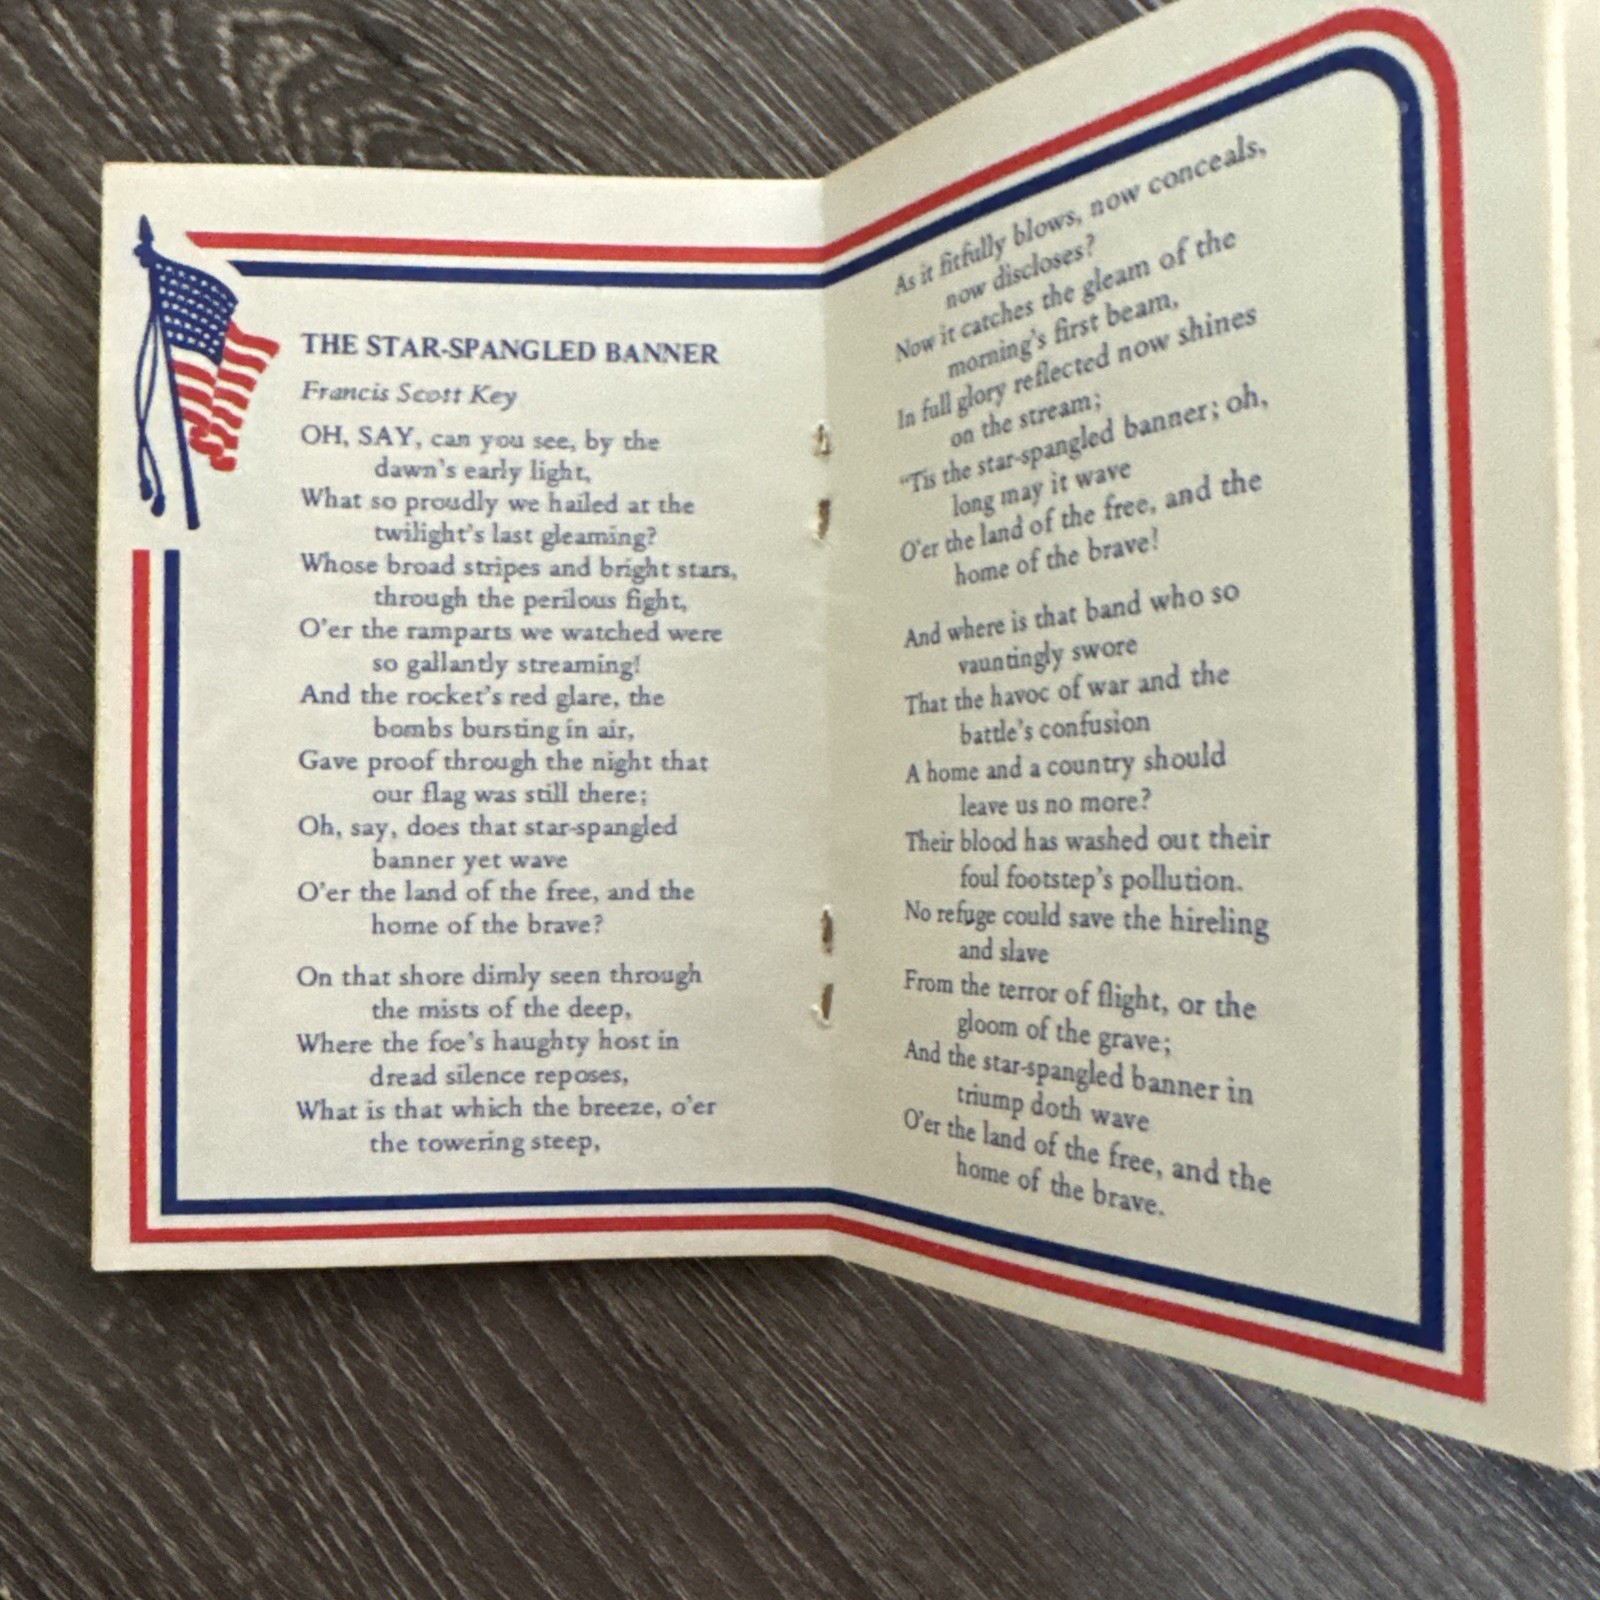 THE STAR-SPANGLED BANNER
Francis Scott Key
OH, SAY, can you see, by the
dawn's early light,
What so proudly we hailed at the
twilight's last gleaming?
Whose broad stripes and bright stars,
through the perilous fight,
O'er the ramparts we watched were
so gallantly streaming!
And the rocket's red glare, the
bombs bursting in air,
Gave proof through the night that
our flag was still there;
Oh, say, does that star-spangled
banner yet wave
O'er the land of the free, and the
home of the brave?
On that shore dimly seen through
the mists of the deep,
Where the foe's haughty host in
dread silence reposes,
What is that which the breeze, o'er
the towering steep,
As it fitfully blows, now conceals,
now discloses?
Now it catches the gleam of the
morning's first beam,
In full glory reflected now shines
on the stream;
"Tis the star-spangled banner; oh,
long may it wave
O'er the land of the free, and the
home of the brave!
And where is that band who so
vauntingly swore
That the havoc of war and the
battle's confusion
A home and a country should
leave us no more?
Their blood has washed out their
foul footstep's pollution.
No refuge could save the hireling
and slave
From the terror of flight, or the
gloom of the grave;
And the star-spangled banner in
triump doth wave
O'er the land of the free, and the
home of the brave.